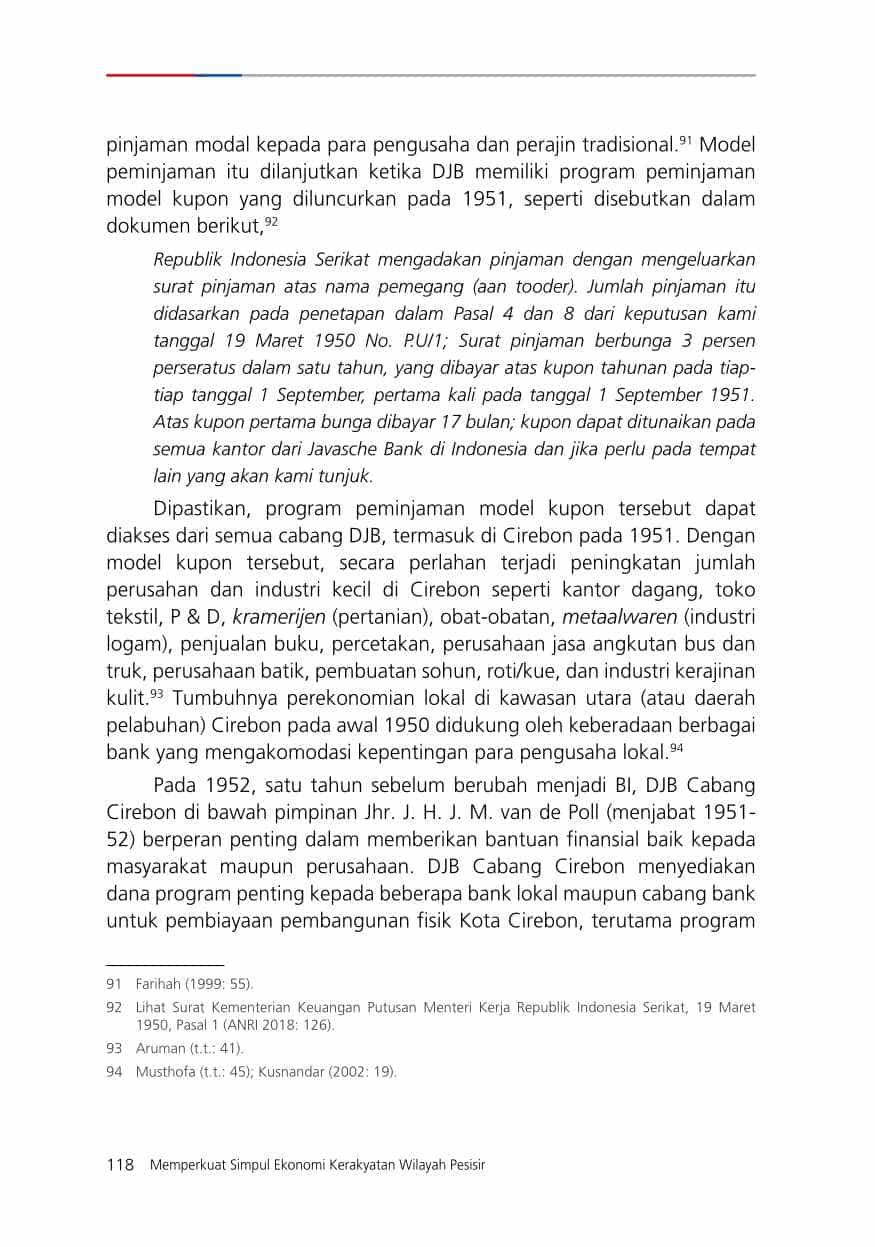 pinjaman modal kepada para pengusaha dan perajin tradisional.⁹¹ Model
peminjaman itu dilanjutkan ketika DJB memiliki program peminjaman
model kupon yang diluncurkan pada 1951, seperti disebutkan dalam
dokumen berikut,⁹²
Republik Indonesia Serikat mengadakan pinjaman dengan mengeluarkan
surat pinjaman atas nama pemegang (aan tooder). Jumlah pinjaman itu
didasarkan pada penetapan dalam Pasal 4 dan 8 dari keputusan kami
tanggal 19 Maret 1950 No. P.U/1; Surat pinjaman berbunga 3 persen
perseratus dalam satu tahun, yang dibayar atas kupon tahunan pada tiap-
tiap tanggal 1 September, pertama kali pada tanggal 1 September 1951.
Atas kupon pertama bunga dibayar 17 bulan; kupon dapat ditunaikan pada
semua kantor dari Javasche Bank di Indonesia dan jika perlu pada tempat
lain yang akan kami tunjuk.
Dipastikan, program peminjaman model kupon tersebut dapat
diakses dari semua cabang DJB, termasuk di Cirebon pada 1951. Dengan
model kupon tersebut, secara perlahan terjadi peningkatan jumlah
perusahan dan industri kecil di Cirebon seperti kantor dagang, toko
tekstil, P & D, kramerijen (pertanian), obat-obatan, metaalwaren (industri
logam), penjualan buku, percetakan, perusahaan jasa angkutan bus dan
truk, perusahaan batik, pembuatan sohun, roti/kue, dan industri kerajinan
kulit.⁹³ Tumbuhnya perekonomian lokal di kawasan utara (atau daerah
pelabuhan) Cirebon pada awal 1950 didukung oleh keberadaan berbagai
bank yang mengakomodasi kepentingan para pengusaha lokal.⁹⁴
Pada 1952, satu tahun sebelum berubah menjadi BI, DJB Cabang
Cirebon di bawah pimpinan Jhr. J. H. J. M. van de Poll (menjabat 1951-
52) berperan penting dalam memberikan bantuan finansial baik kepada
masyarakat maupun perusahaan. DJB Cabang Cirebon menyediakan
dana program penting kepada beberapa bank lokal maupun cabang bank
untuk pembiayaan pembangunan fisik Kota Cirebon, terutama program
91 Farihah (1999: 55).
92 Lihat Surat Kementerian Keuangan Putusan Menteri Kerja Republik Indonesia Serikat, 19 Maret
1950, Pasal 1 (ANRI 2018: 126).
93 Aruman (t.t.: 41).
94 Musthofa (t.t.: 45); Kusnandar (2002: 19).
118 Memperkuat Simpul Ekonomi Kerakyatan Wilayah Pesisir